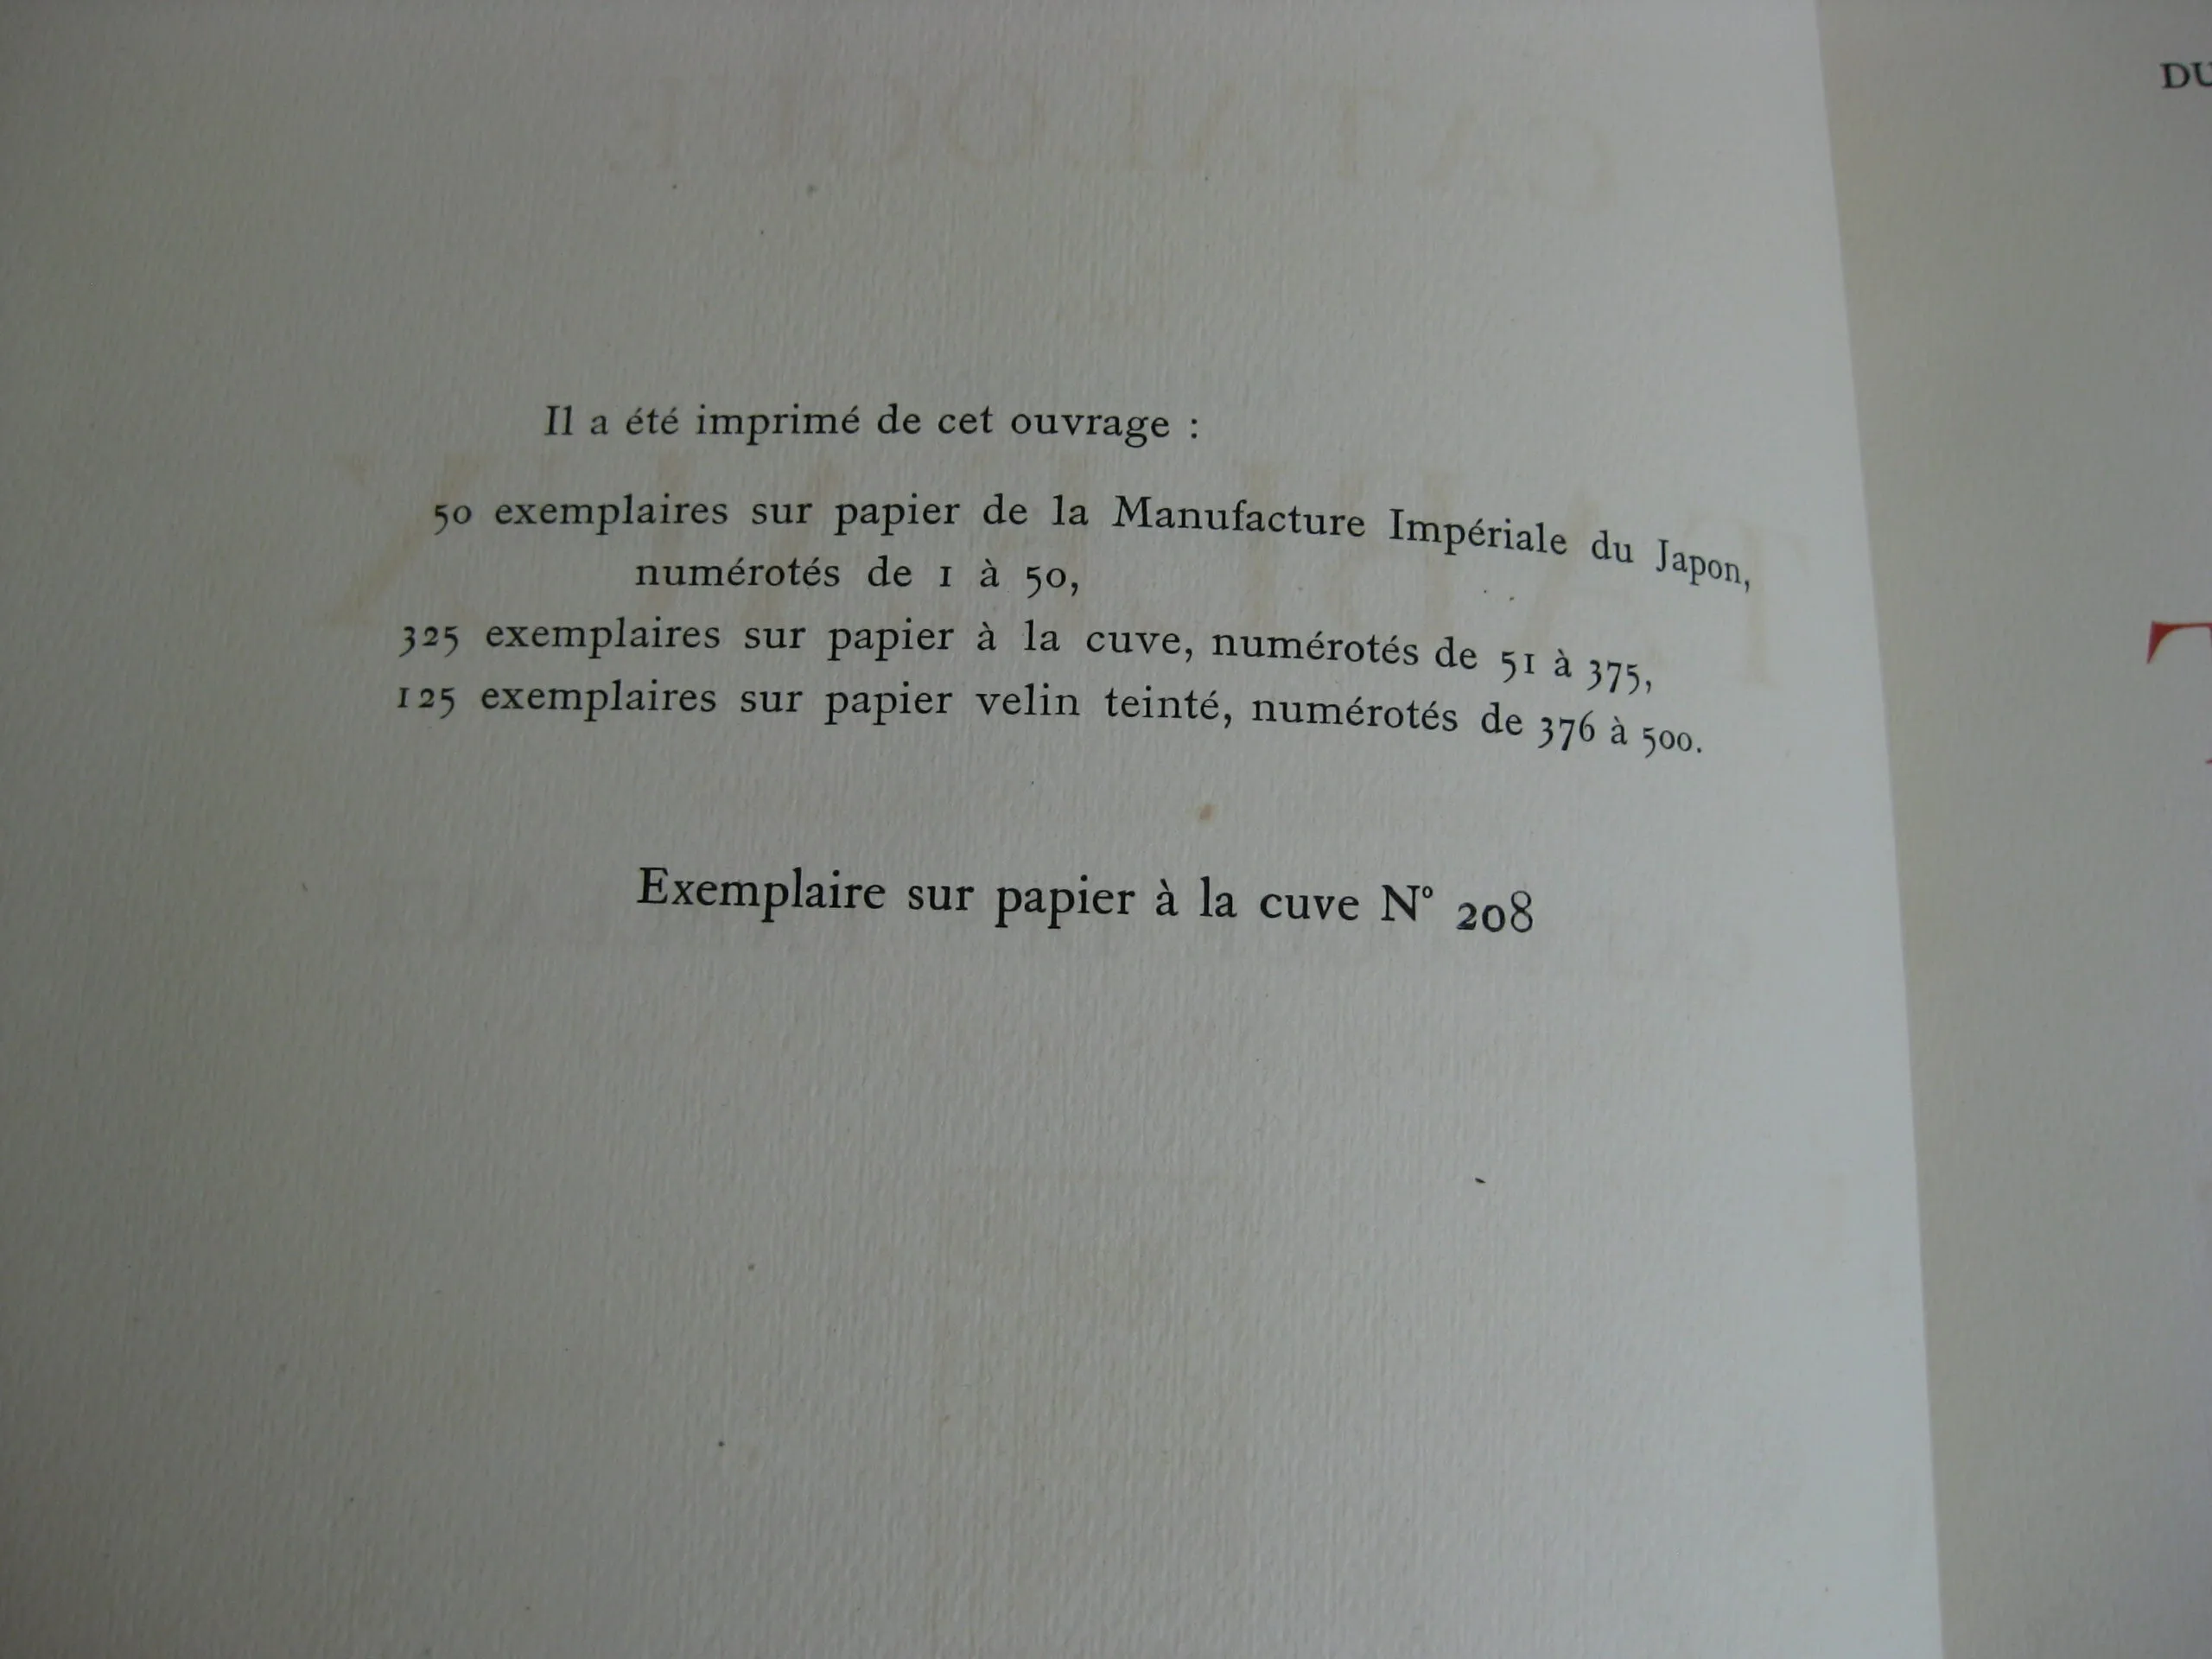 Il a été imprimé de cet ouvrage :
50 exemplaires sur papier de la Manufacture Impériale du Japon,
numérotés de 1 à 50,
325 exemplaires sur papier à la cuve, numérotés de 51 à 375,
125 exemplaires sur papier velin teinté, numérotés de 376 à 500.
Exemplaire sur papier à la cuve N° 208
DU